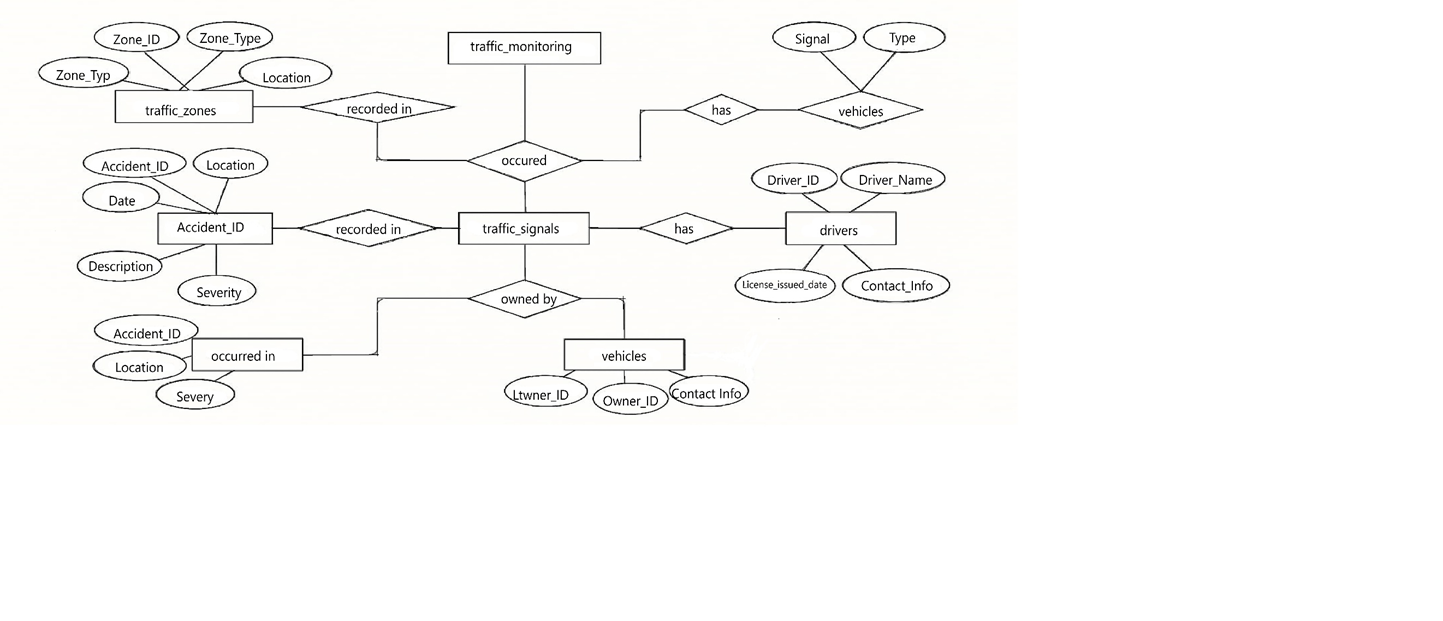 Zone_ID
Zone_Type
Zone_Typ
Location
traffic_zones
recorded in
traffic_monitoring
occured
Signal
Type
has
vehicles
Accident_ID
Location
Date
Accident_ID
Description
Severity
recorded in
traffic_signals
has
Driver_ID
Driver_Name
drivers
License_issued_date
Contact_Info
owned by
Accident_ID
Location
Severy
occurred in
vehicles
Ltwner_ID
Owner_ID
Contact Info